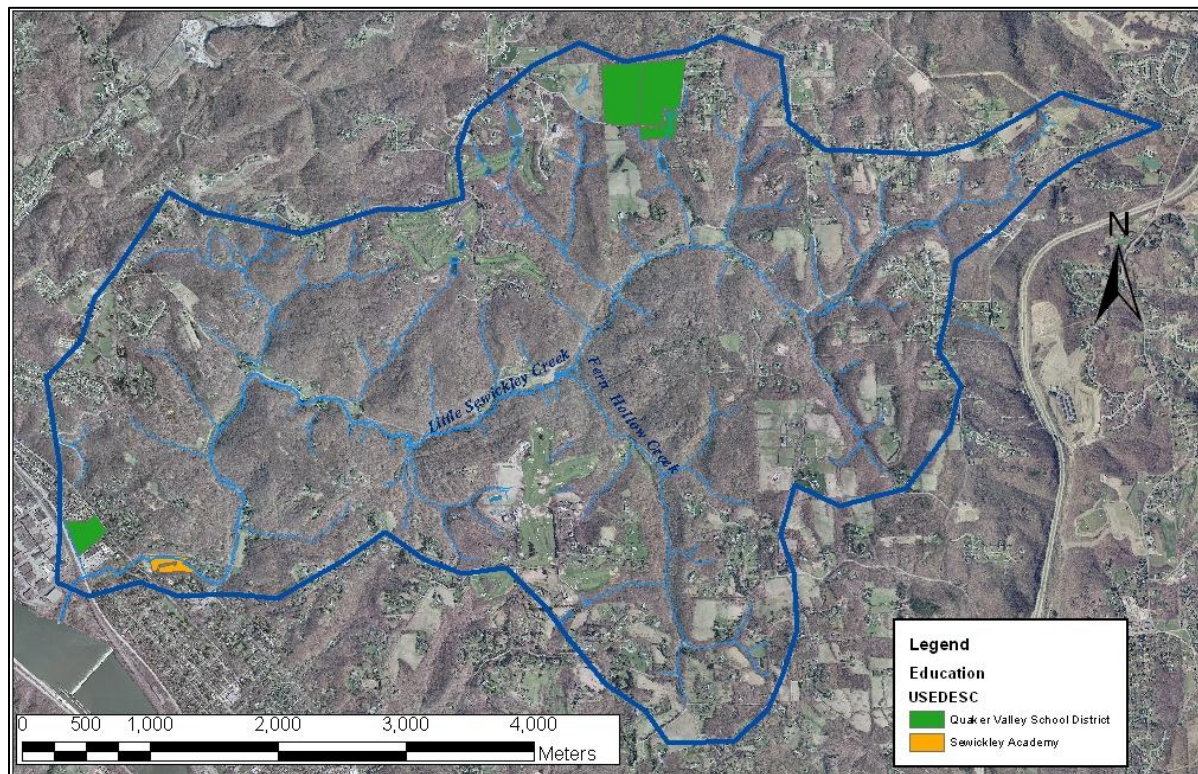 N
Little Sewickley Creek
Fern Hollow Creek
Legend
Education
USEDESC
Quaker Valley School District
Sewickley Academy
0 500 1,000 2,000 3,000 4,000
Meters